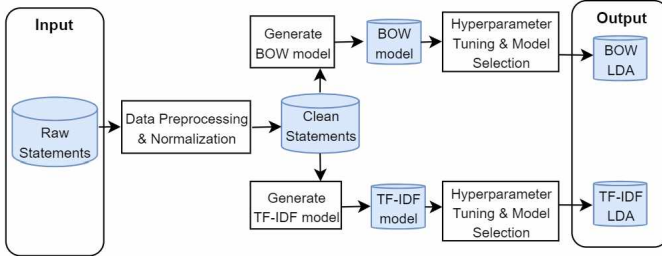 Input
Raw
Statements
Data Preprocessing
& Normalization
Clean
Statements
Generate
BOW model
BOW
model
Hyperparameter
Tuning & Model
Selection
Generate
TF-IDF model
TF-IDF
model
Hyperparameter
Tuning & Model
Selection
Output
BOW
LDA
TF-IDF
LDA